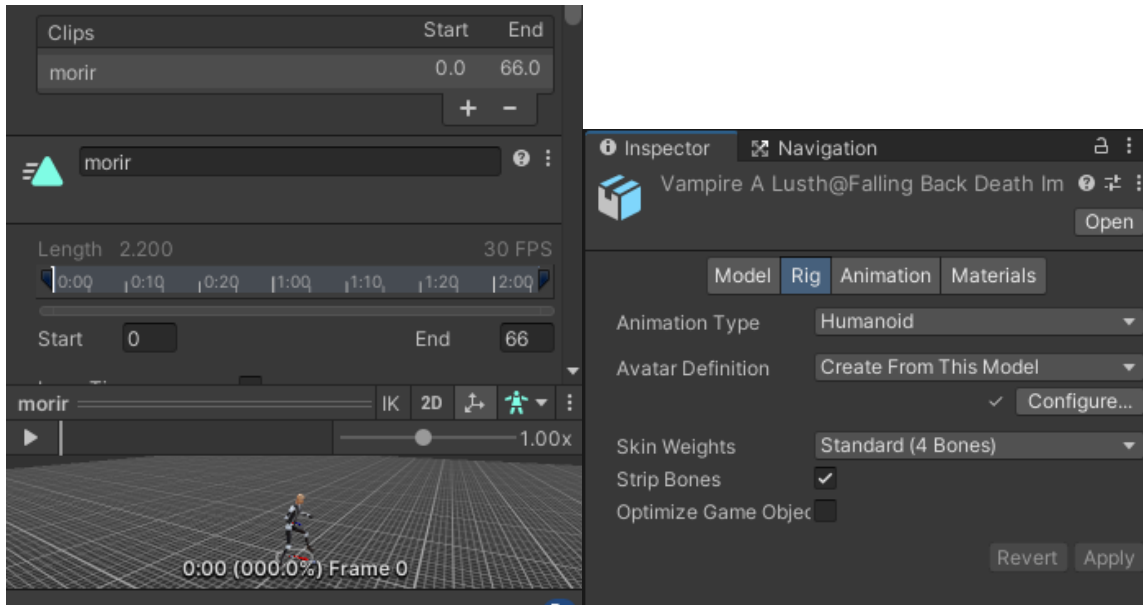 Clips Start End
morir 0.0 66.0
+ −
morir
Length 2.200 30 FPS
0:00 0:10 0:20 1:00 1:10 1:20 2:00
Start 0 End 66
morir IK 2D
1.00x
0:00 (000.0%) Frame 0
Inspector Navigation
Vampire A Lusth@Falling Back Death Im
Open
Model Rig Animation Materials
Animation Type Humanoid
Avatar Definition Create From This Model
Configure...
Skin Weights Standard (4 Bones)
Strip Bones
Optimize Game Objec
Revert Apply